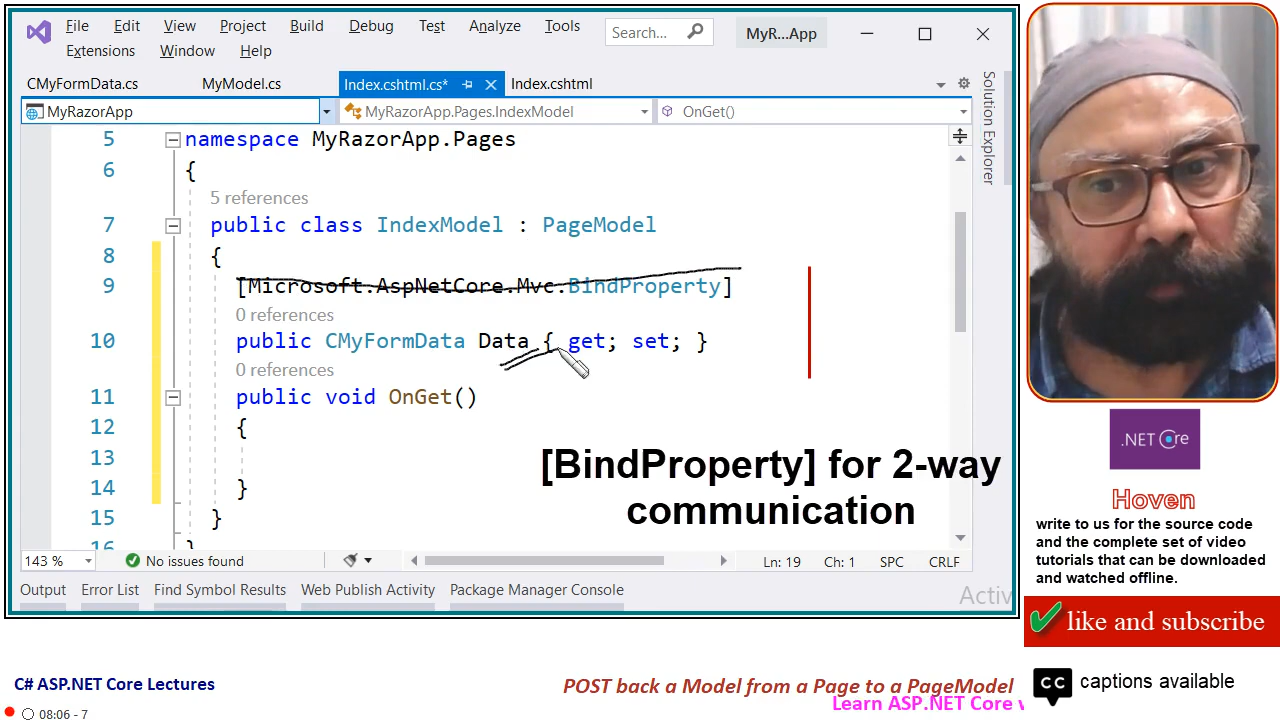 File Edit View Project Build Debug Test Analyze Tools
Search... MyR...App
Extensions Window Help
CMyFormData.cs MyModel.cs Index.cshtml.cs* Index.cshtml
MyRazorApp MyRazorApp.Pages.IndexModel OnGet()
5 namespace MyRazorApp.Pages
6 {
5 references
7 public class IndexModel : PageModel
8 {
9 [Microsoft.AspNetCore.Mvc.BindProperty]
0 references
10 public CMyFormData Data { get; set; }
0 references
11 public void OnGet()
12 {
13
14 }
15 }
16 }
[BindProperty] for 2-way
communication
143 % No issues found Ln: 19 Ch: 1 SPC CRLF
Output Error List Find Symbol Results Web Publish Activity Package Manager Console
Activ
Solution Explorer
.NET Core
Hoven
write to us for the source code
and the complete set of video
tutorials that can be downloaded
and watched offline.
like and subscribe
CC captions available
C# ASP.NET Core Lectures
POST back a Model from a Page to a PageModel
Learn ASP.NET Core v
08:06 - 7